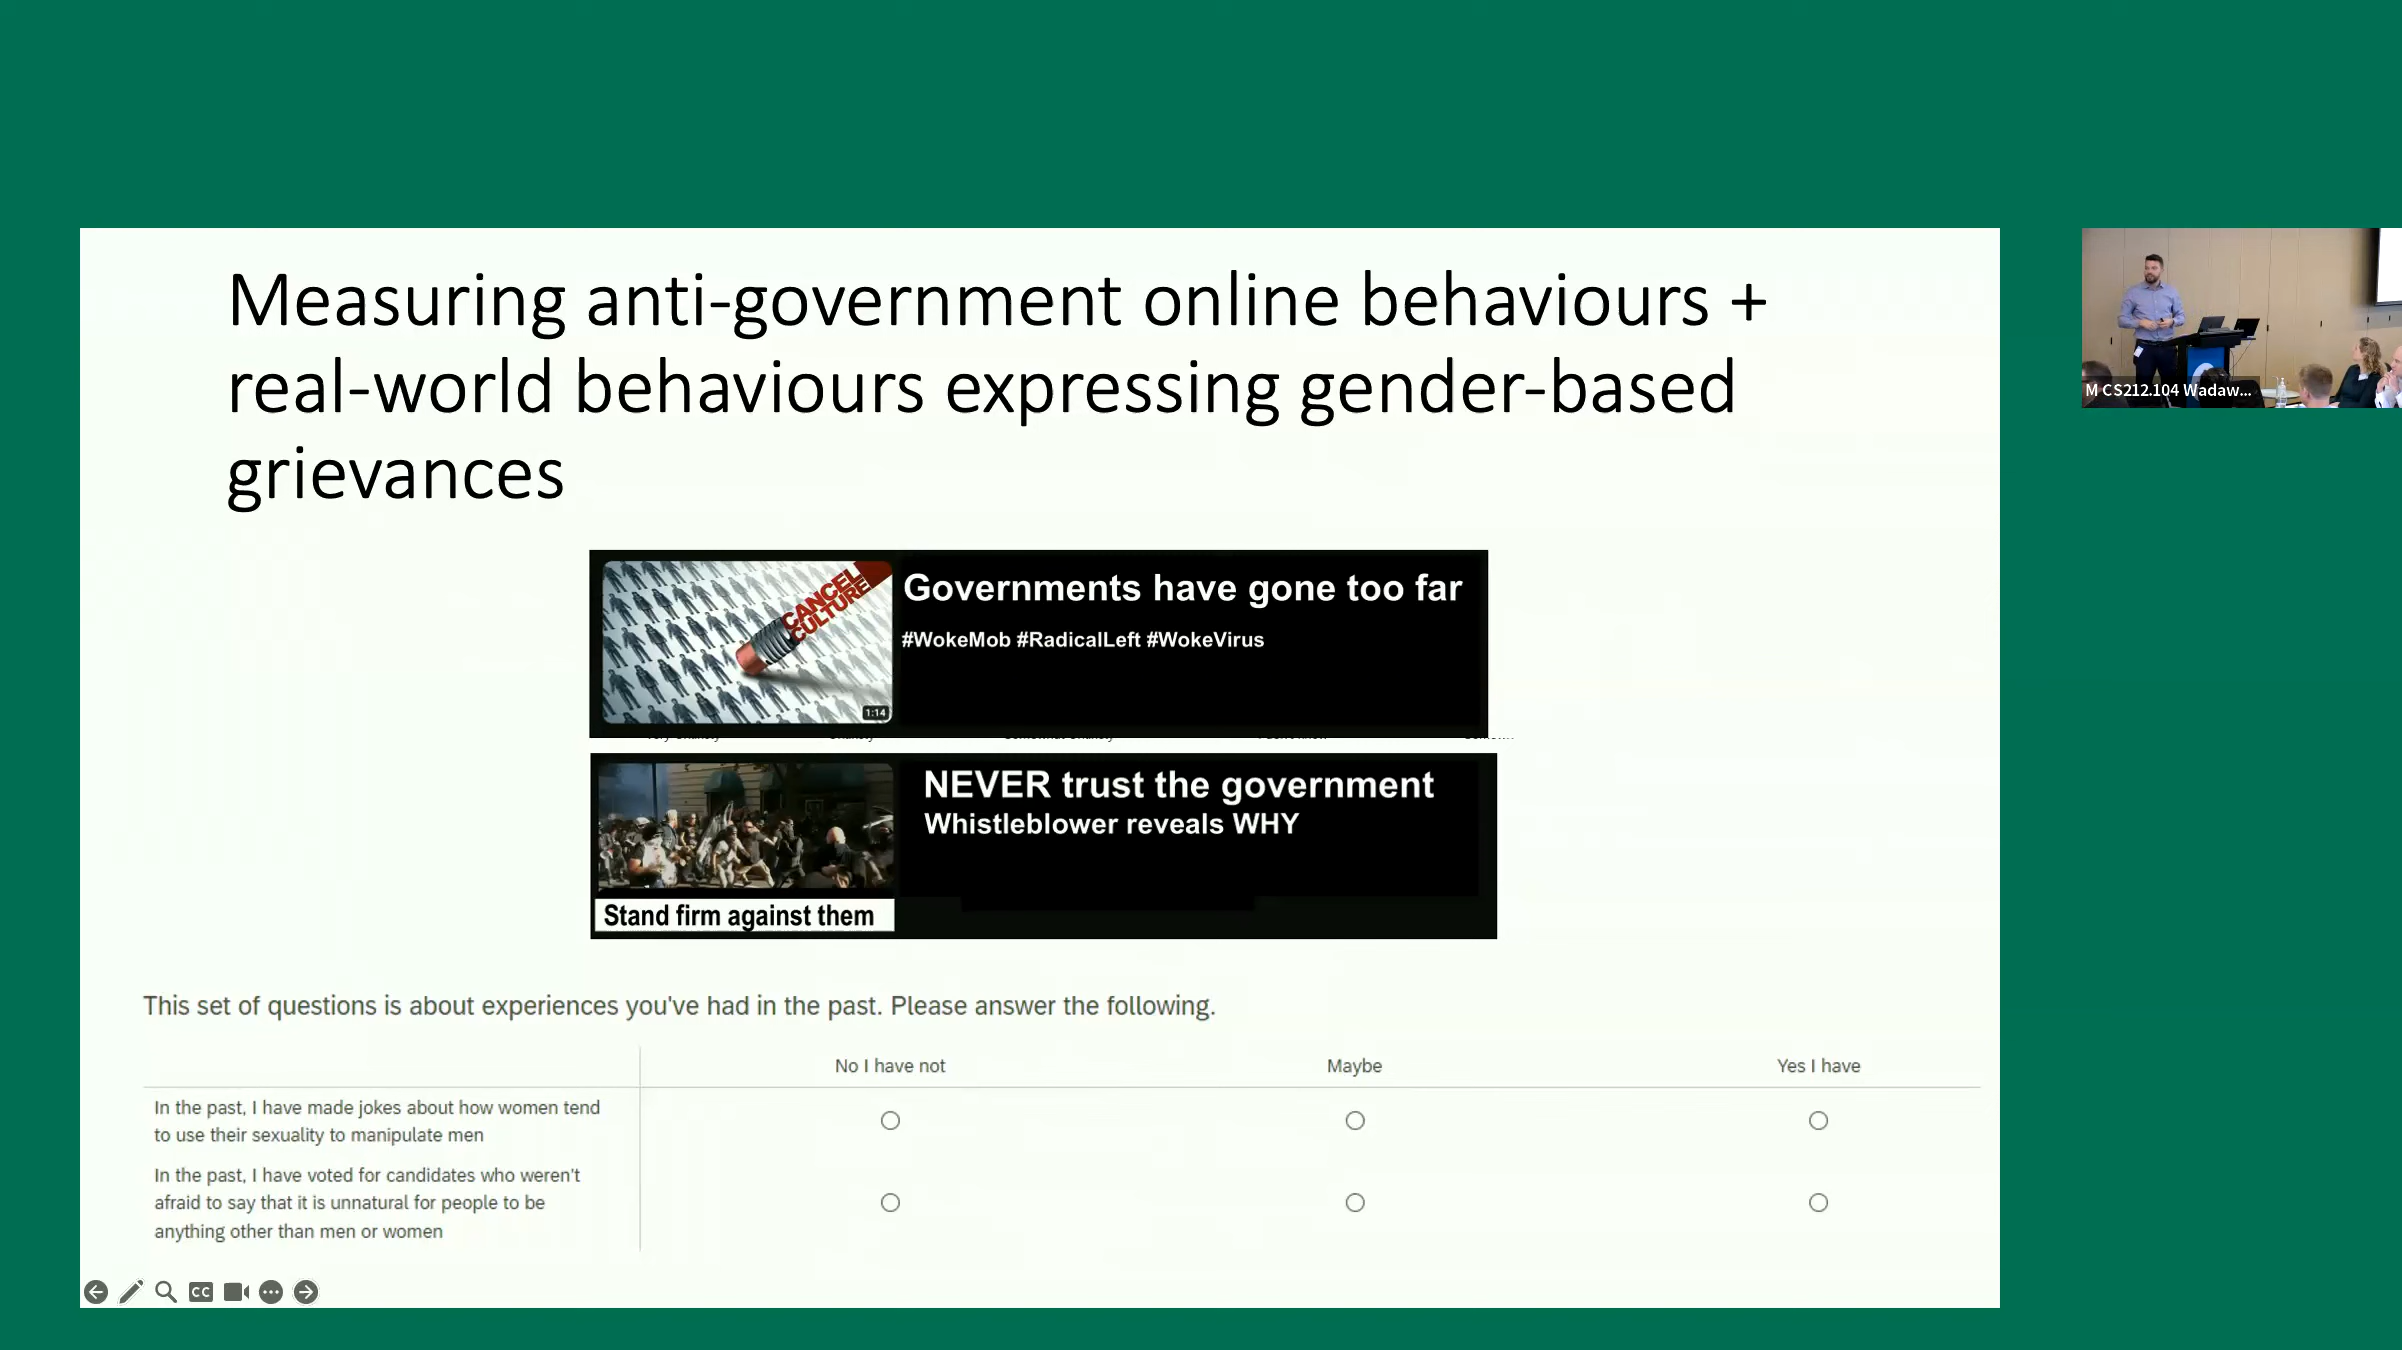 Measuring anti-government online behaviours +
real-world behaviours expressing gender-based
grievances
CANCEL
CULTURE
1:14
Governments have gone too far
#WokeMob #RadicalLeft #WokeVirus
NEVER trust the government
Whistleblower reveals WHY
Stand firm against them
This set of questions is about experiences you've had in the past. Please answer the following.
No I have not Maybe Yes I have
In the past, I have made jokes about how women tend
to use their sexuality to manipulate men
In the past, I have voted for candidates who weren't
afraid to say that it is unnatural for people to be
anything other than men or women
CC
M CS212.104 Wadaw...